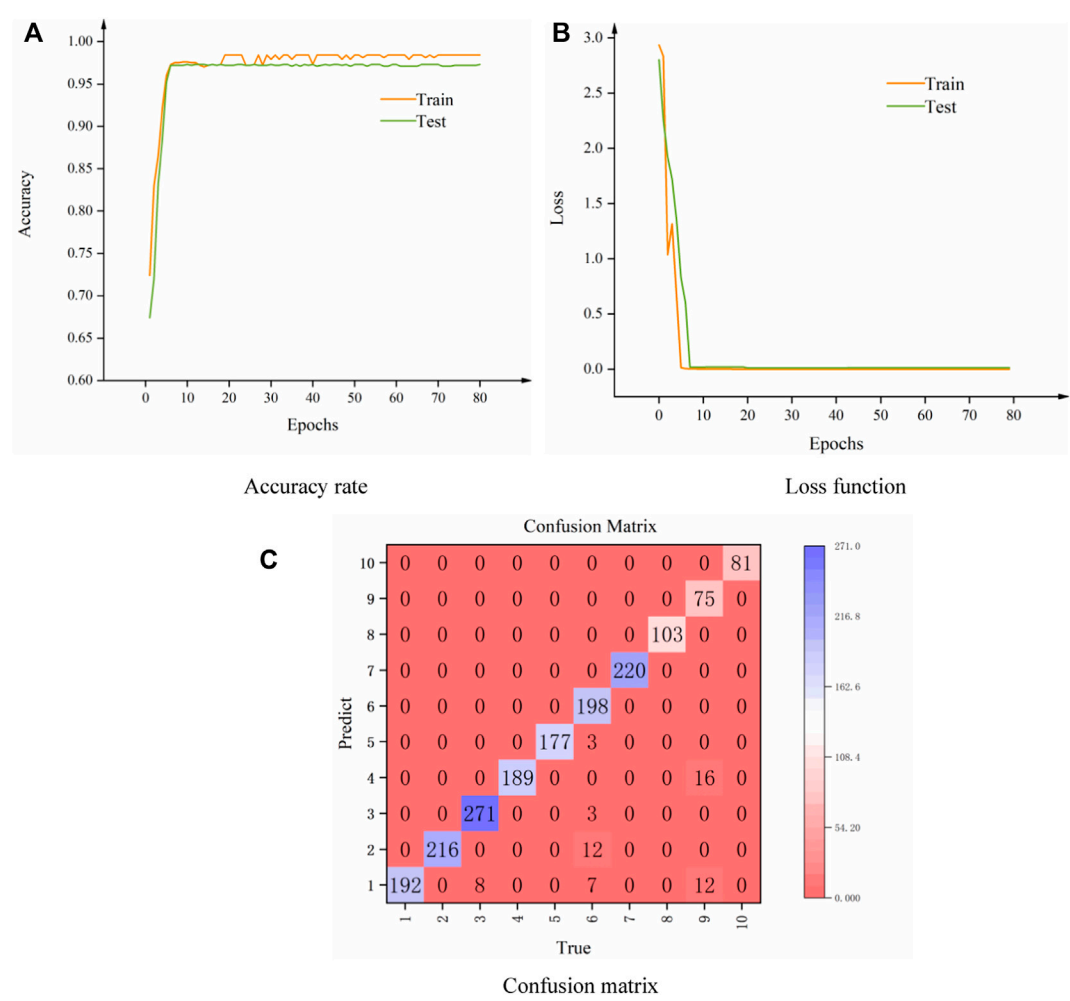 A
1.00
0.95
0.90
0.85
0.80
0.75
0.70
0.65
0.60
Accuracy
Train
Test
0 10 20 30 40 50 60 70 80
Epochs
Accuracy rate
B
3.0
2.5
2.0
1.5
1.0
0.5
0.0
Loss
Train
Test
0 10 20 30 40 50 60 70 80
Epochs
Loss function
C
Confusion Matrix
Predict
10 0 0 0 0 0 0 0 0 0 81
9 0 0 0 0 0 0 0 0 75 0
8 0 0 0 0 0 0 0 103 0 0
7 0 0 0 0 0 0 220 0 0 0
6 0 0 0 0 0 198 0 0 0 0
5 0 0 0 0 177 3 0 0 0 0
4 0 0 0 189 0 0 0 0 16 0
3 0 0 271 0 0 3 0 0 0 0
2 0 216 0 0 0 12 0 0 0 0
1 192 0 8 0 0 7 0 0 12 0
1 2 3 4 5 6 7 8 9 10
True
271.0
216.8
162.6
108.4
54.20
0.000
Confusion matrix